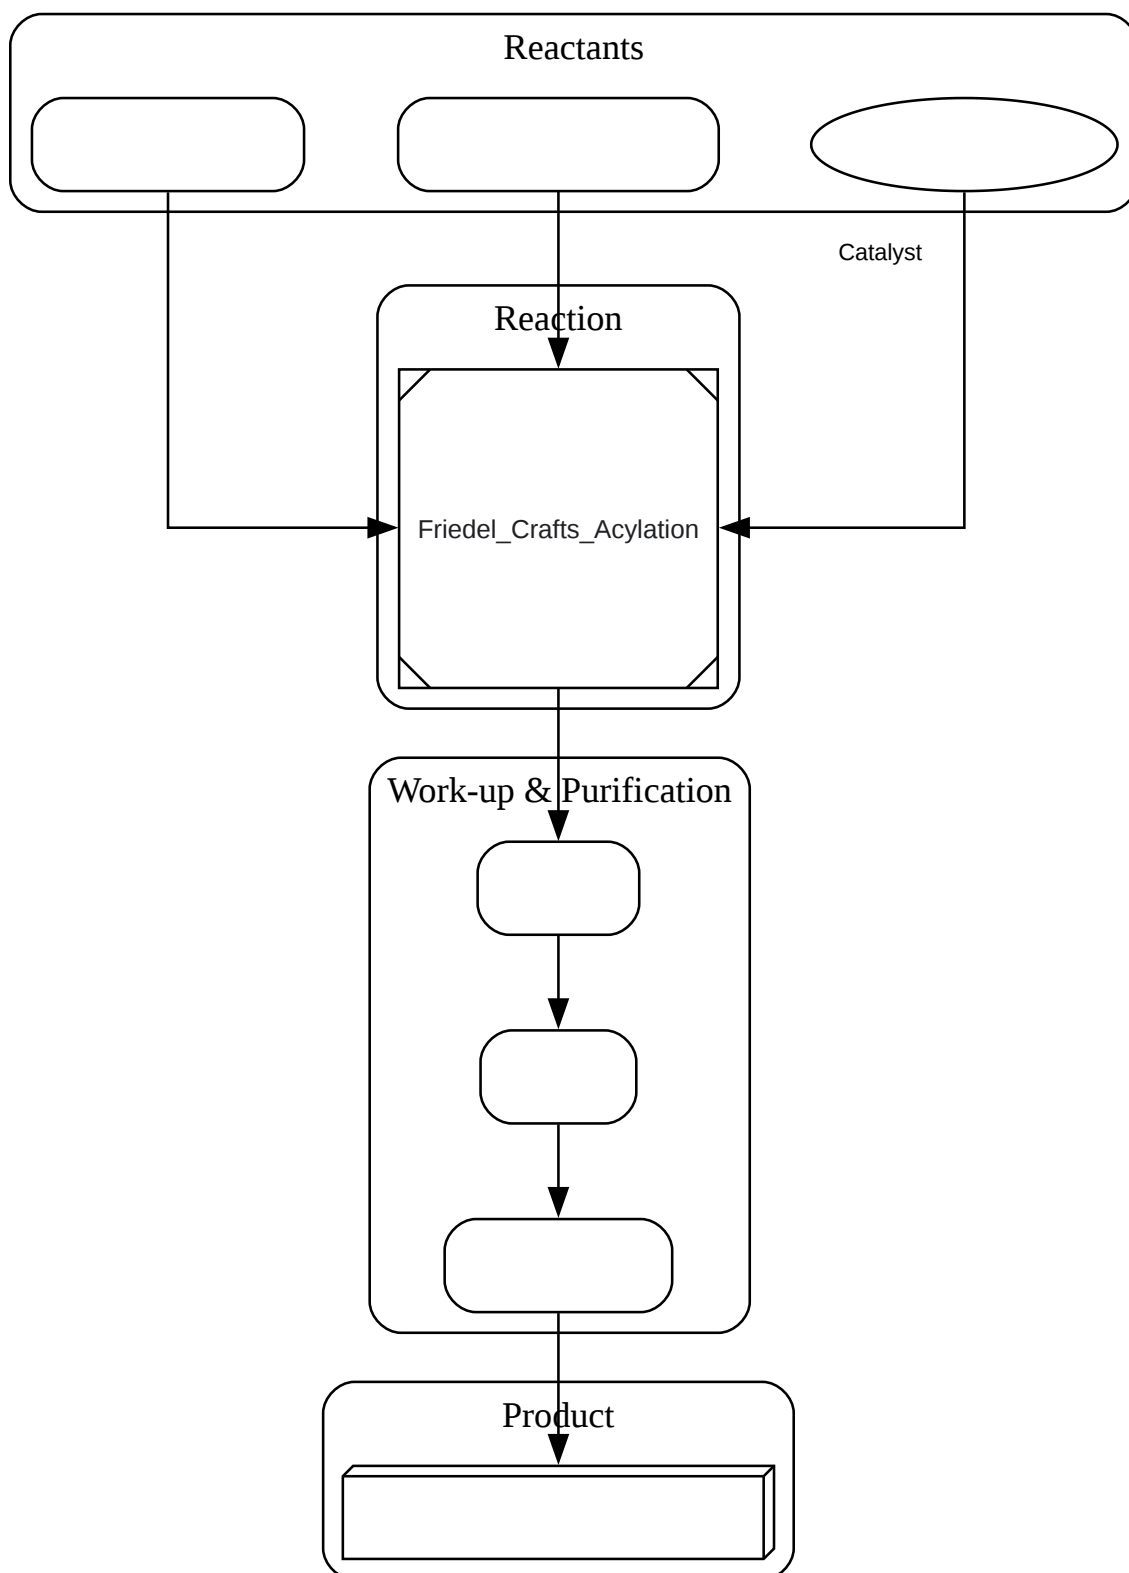 Reactants
Catalyst
Reaction
Friedel_Crafts_Acylation
Work-up & Purification
Product